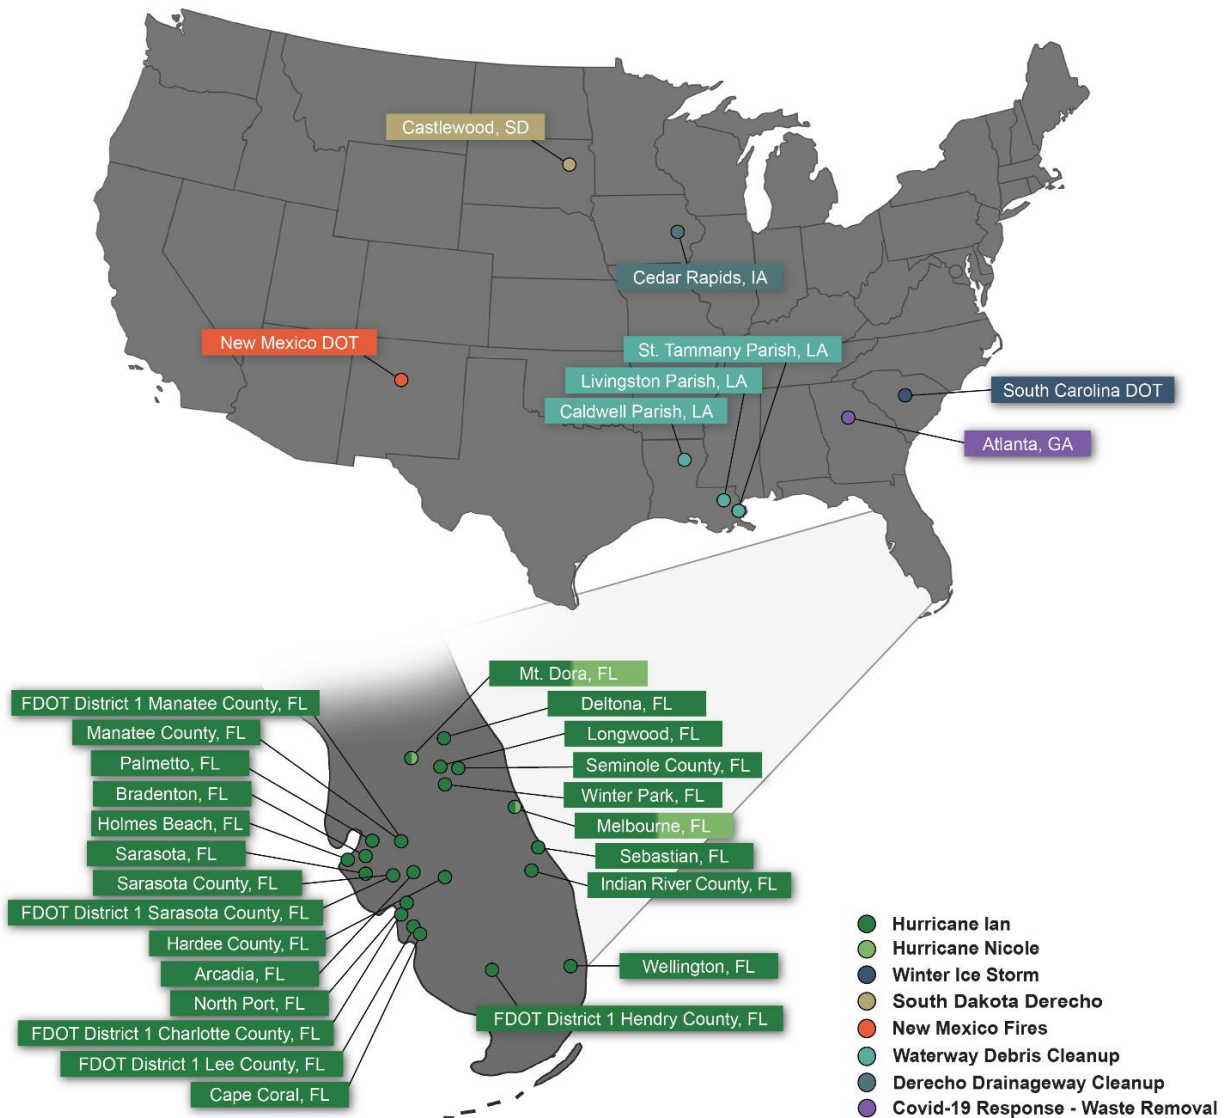 Castlewood, SD
Cedar Rapids, IA
New Mexico DOT
St. Tammany Parish, LA
Livingston Parish, LA
Caldwell Parish, LA
South Carolina DOT
Atlanta, GA
Mt. Dora, FL
Deltona, FL
Longwood, FL
Seminole County, FL
Winter Park, FL
Melbourne, FL
Sebastian, FL
Indian River County, FL
Wellington, FL
FDOT District 1 Hendry County, FL
FDOT District 1 Manatee County, FL
Manatee County, FL
Palmetto, FL
Bradenton, FL
Holmes Beach, FL
Sarasota, FL
Sarasota County, FL
FDOT District 1 Sarasota County, FL
Hardee County, FL
Arcadia, FL
North Port, FL
FDOT District 1 Charlotte County, FL
FDOT District 1 Lee County, FL
Cape Coral, FL
Hurricane Ian
Hurricane Nicole
Winter Ice Storm
South Dakota Derecho
New Mexico Fires
Waterway Debris Cleanup
Derecho Drainageway Cleanup
Covid-19 Response - Waste Removal